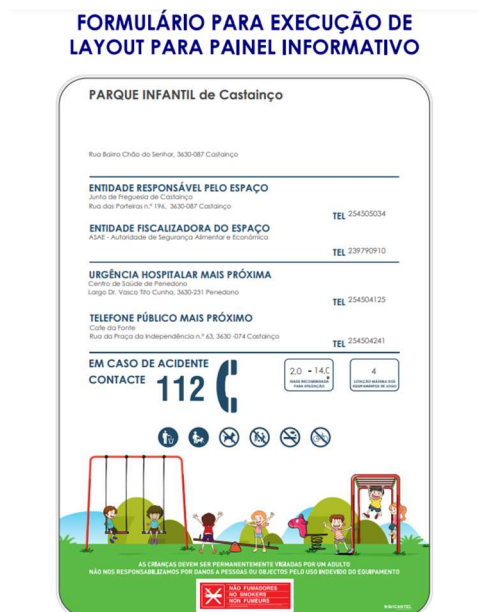 FORMULÁRIO PARA EXECUÇÃO DE
LAYOUT PARA PAINEL INFORMATIVO
PARQUE INFANTIL de Castainço
Rua Bairro Chão do Senhor, 3630-087 Castainço
ENTIDADE RESPONSÁVEL PELO ESPAÇO
Junta de Freguesia de Castainço
Rua das Porteiras n.º 196, 3630-087 Castainço
TEL 254505034
ENTIDADE FISCALIZADORA DO ESPAÇO
ASAE - Autoridade de Segurança Alimentar e Económica
TEL 239790910
URGÊNCIA HOSPITALAR MAIS PRÓXIMA
Centro de Saúde de Penedono
Largo Dr. Vasco Tito Cunha, 3630-231 Penedono
TEL 254504125
TELEFONE PÚBLICO MAIS PRÓXIMO
Cafe da Fonte
Rua da Praça da Independência n.º 63, 3630 -074 Castainço
TEL 254504241
EM CASO DE ACIDENTE
CONTACTE 112
2,0 - 14,0
IDADE RECOMENDADA
PARA UTILIZAÇÃO
4
LOTAÇÃO MÁXIMA DOS
EQUIPAMENTOS DE JOGO
AS CRIANÇAS DEVEM SER PERMANENTEMENTE VIGIADAS POR UM ADULTO
NÃO NOS RESPONSABILIZAMOS POR DANOS A PESSOAS OU OBJECTOS PELO USO INDEVIDO DO EQUIPAMENTO
NÃO FUMADORES
NO SMOKERS
NON FUMEURS